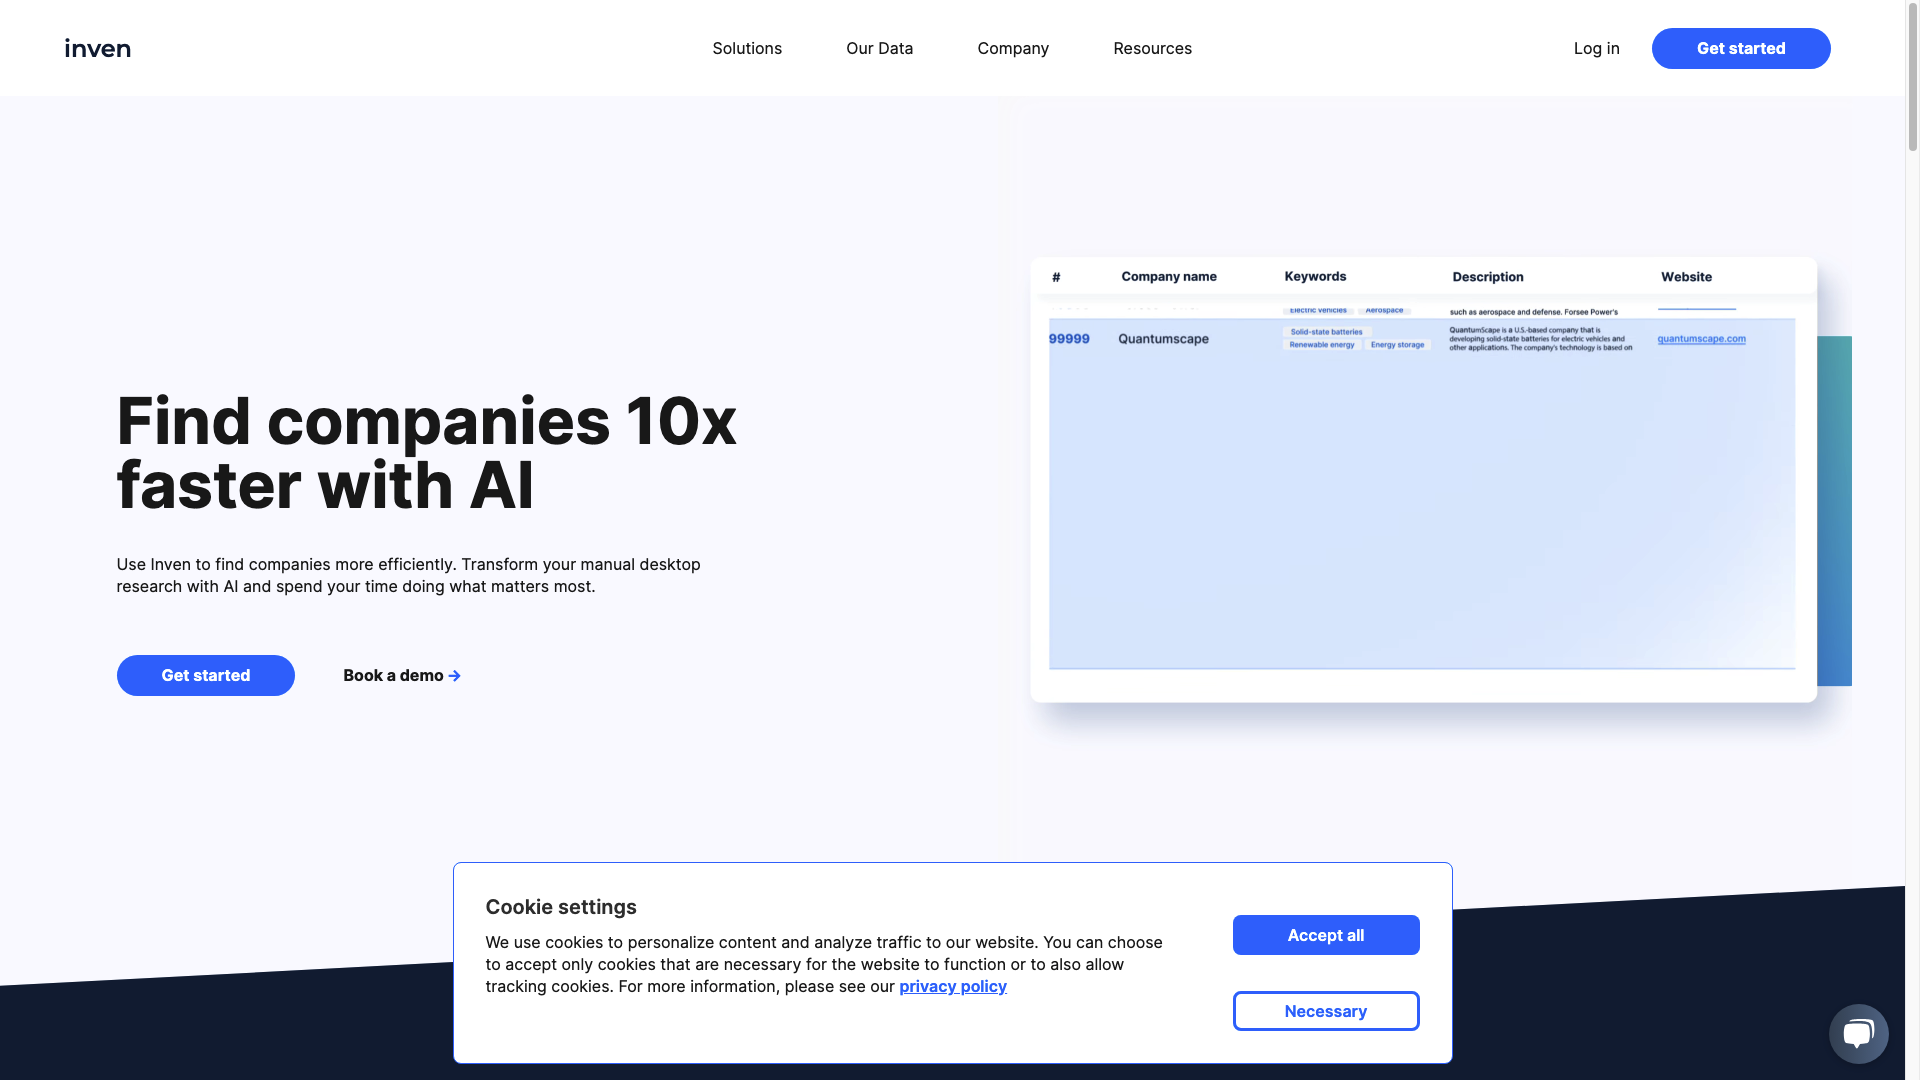 inven
Solutions
Our Data
Company
Resources
Log in
Get started
Find companies 10x
faster with AI
Use Inven to find companies more efficiently. Transform your manual desktop
research with AI and spend your time doing what matters most.
Get started
Book a demo →
# Company name Keywords Description Website
Electric vehicles Aerospace such as aerospace and defense. Forsee Power's
99999 Quantumscape
Solid-state batteries
Renewable energy Energy storage
QuantumScape is a U.S.-based company that is
developing solid-state batteries for electric vehicles and
other applications. The company's technology is based on
quantumscape.com
Cookie settings
We use cookies to personalize content and analyze traffic to our website. You can choose
to accept only cookies that are necessary for the website to function or to also allow
tracking cookies. For more information, please see our privacy policy
Accept all
Necessary